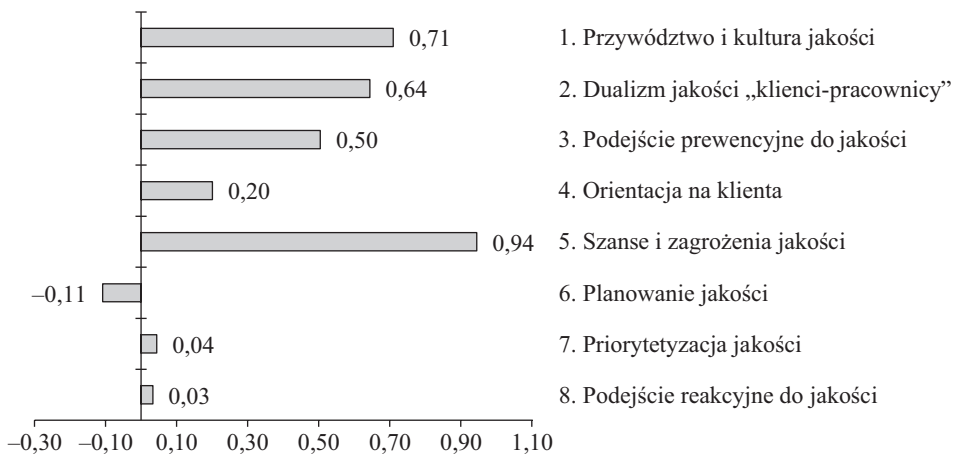 0,71 1. Przywództwo i kultura jakości
0,64 2. Dualizm jakości „klienci-pracownicy”
0,50 3. Podejście prewencyjne do jakości
0,20 4. Orientacja na klienta
0,94 5. Szanse i zagrożenia jakości
–0,11 6. Planowanie jakości
0,04 7. Priorytetyzacja jakości
0,03 8. Podejście reakcyjne do jakości
–0,30 –0,10 0,10 0,30 0,50 0,70 0,90 1,10